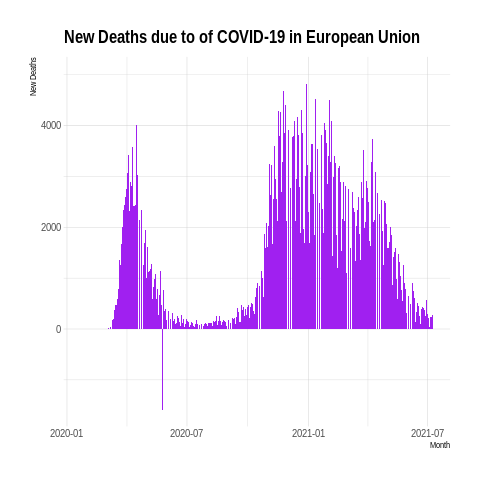 New Deaths due to of COVID-19 in European Union
New Deaths
4000
2000
0
2020-01
2020-07
2021-01
2021-07
Month